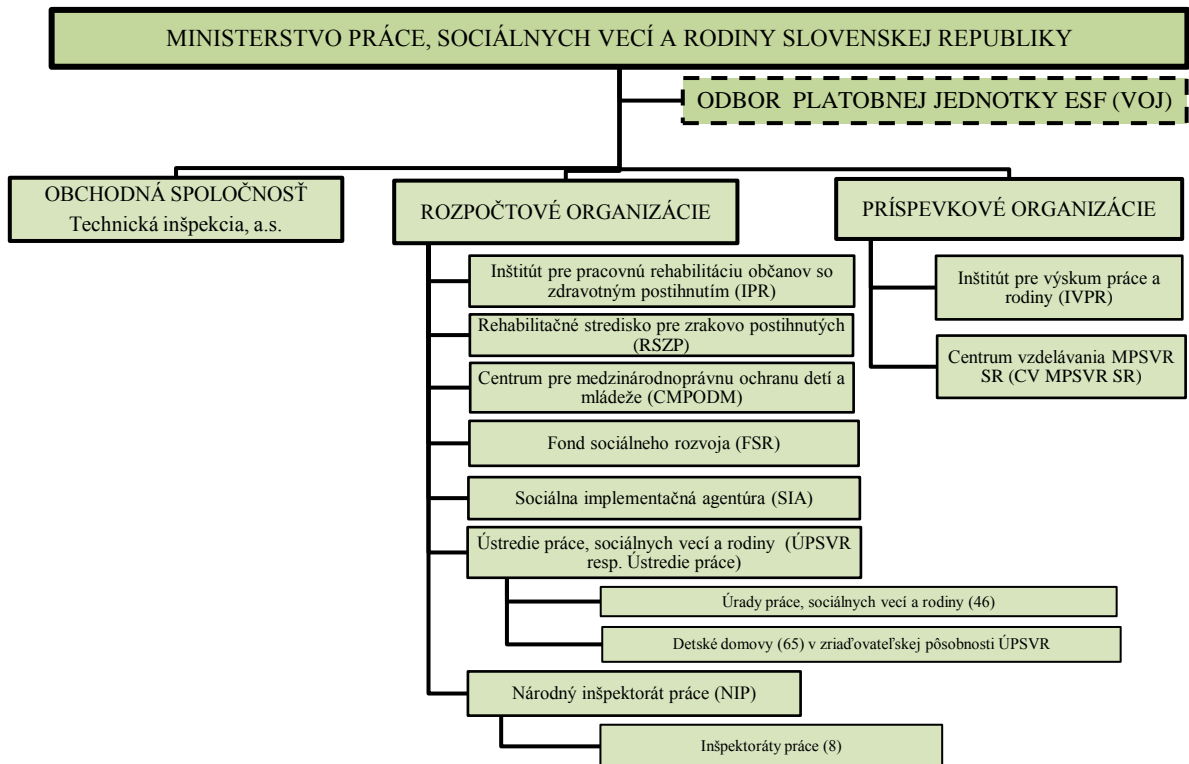 MINISTERSTVO PRÁCE, SOCIÁLNYCH VECÍ A RODINY SLOVENSKEJ REPUBLIKY
ODBOR PLATOBNEJ JEDNOTKY ESF (VOJ)
OBCHODNÁ SPOLOČNOSŤ
Technická inšpekcia, a.s.
ROZPOČTOVÉ ORGANIZÁCIE
Inštitút pre pracovnú rehabilitáciu občanov so
zdravotným postihnutím (IPR)
Rehabilitačné stredisko pre zrakovo postihnutých
(RSZP)
Centrum pre medzinárodnoprávnu ochranu detí a
mládeže (CMPODM)
Fond sociálneho rozvoja (FSR)
Sociálna implementačná agentúra (SIA)
Ústredie práce, sociálnych vecí a rodiny (ÚPSVR
resp. Ústredie práce)
Úrady práce, sociálnych vecí a rodiny (46)
Detské domovy (65) v zriaďovateľskej pôsobnosti ÚPSVR
Národný inšpektorát práce (NIP)
Inšpektoráty práce (8)
PRÍSPEVKOVÉ ORGANIZÁCIE
Inštitút pre výskum práce a
rodiny (IVPR)
Centrum vzdelávania MPSVR
SR (CV MPSVR SR)